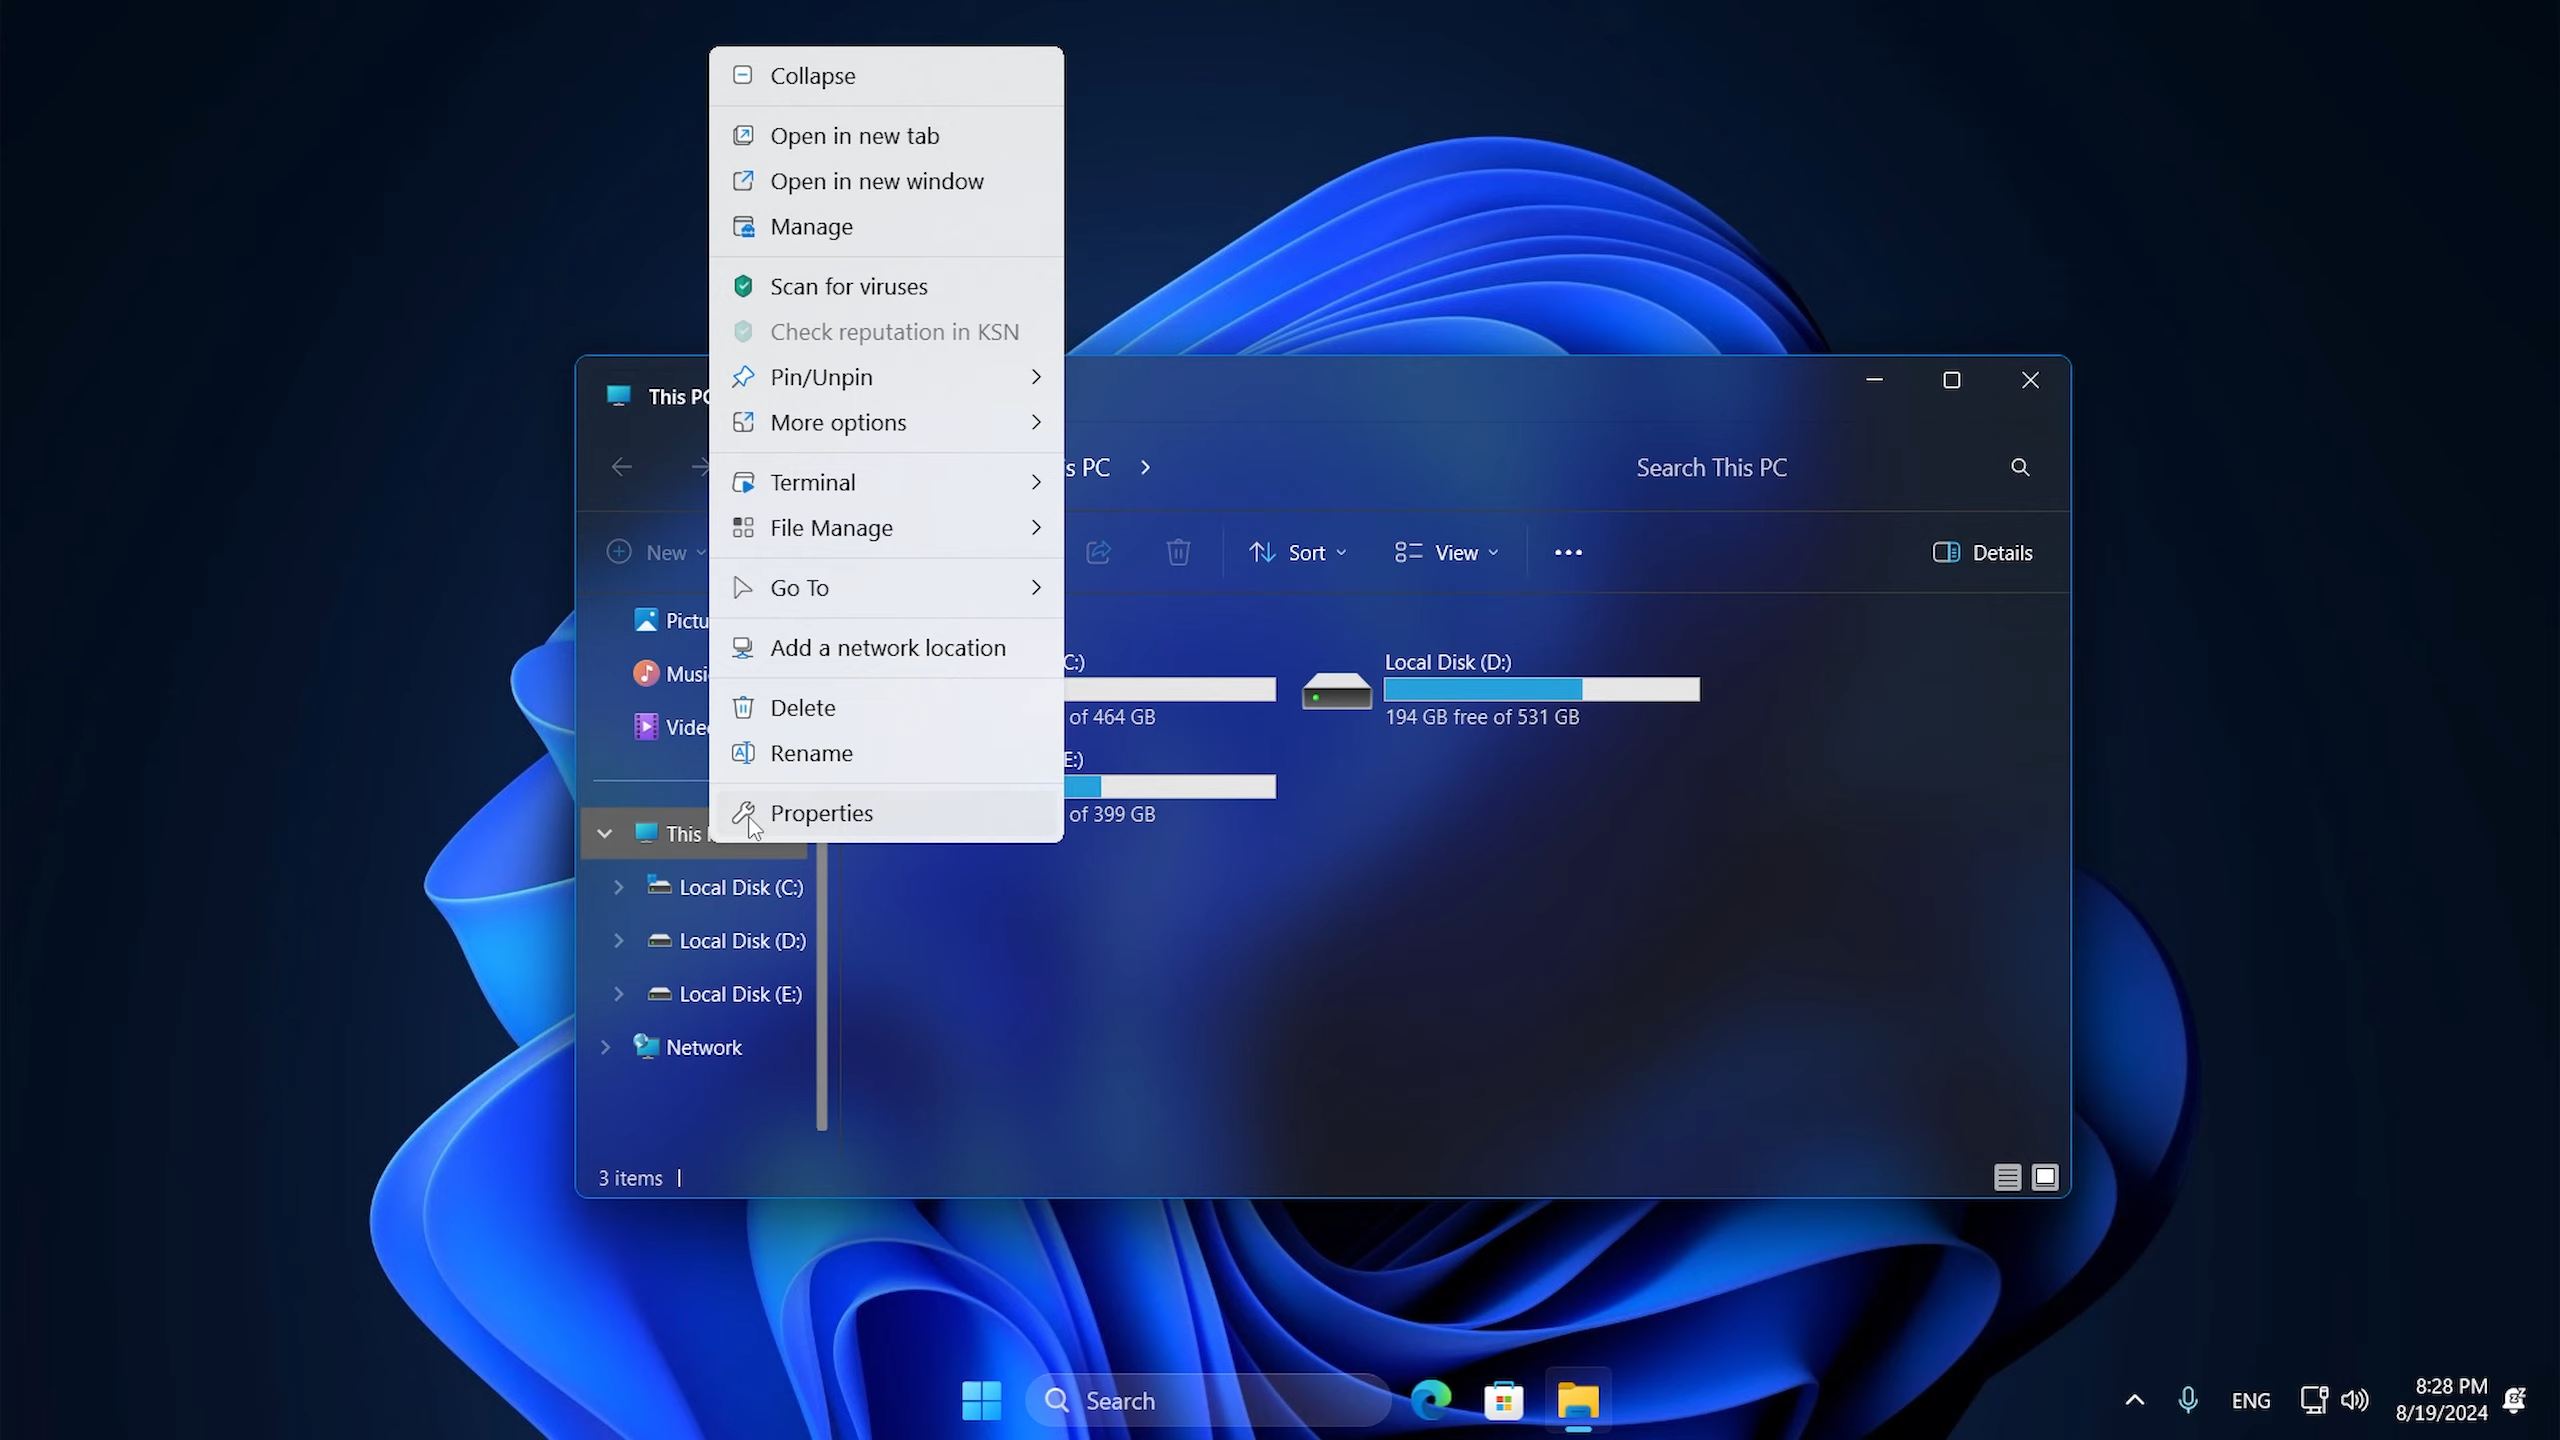 Collapse
Open in new tab
Open in new window
Manage
Scan for viruses
Check reputation in KSN
Pin/Unpin
More options
Terminal
File Manage
Go To
Add a network location
Delete
Rename
Properties
This PC
s PC
Search This PC
New
Sort
View
Details
Pictu
Musi
Vide
This
Local Disk (C:)
Local Disk (D:)
Local Disk (E:)
Network
C:)
of 464 GB
Local Disk (D:)
194 GB free of 531 GB
E:)
of 399 GB
3 items
Search
ENG
8:28 PM
8/19/2024